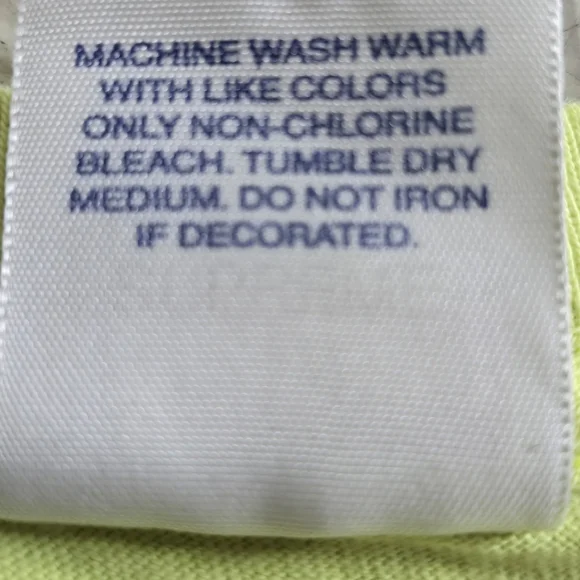 MACHINE WASH WARM
WITH LIKE COLORS
ONLY NON-CHLORINE
BLEACH. TUMBLE DRY
MEDIUM. DO NOT IRON
IF DECORATED.